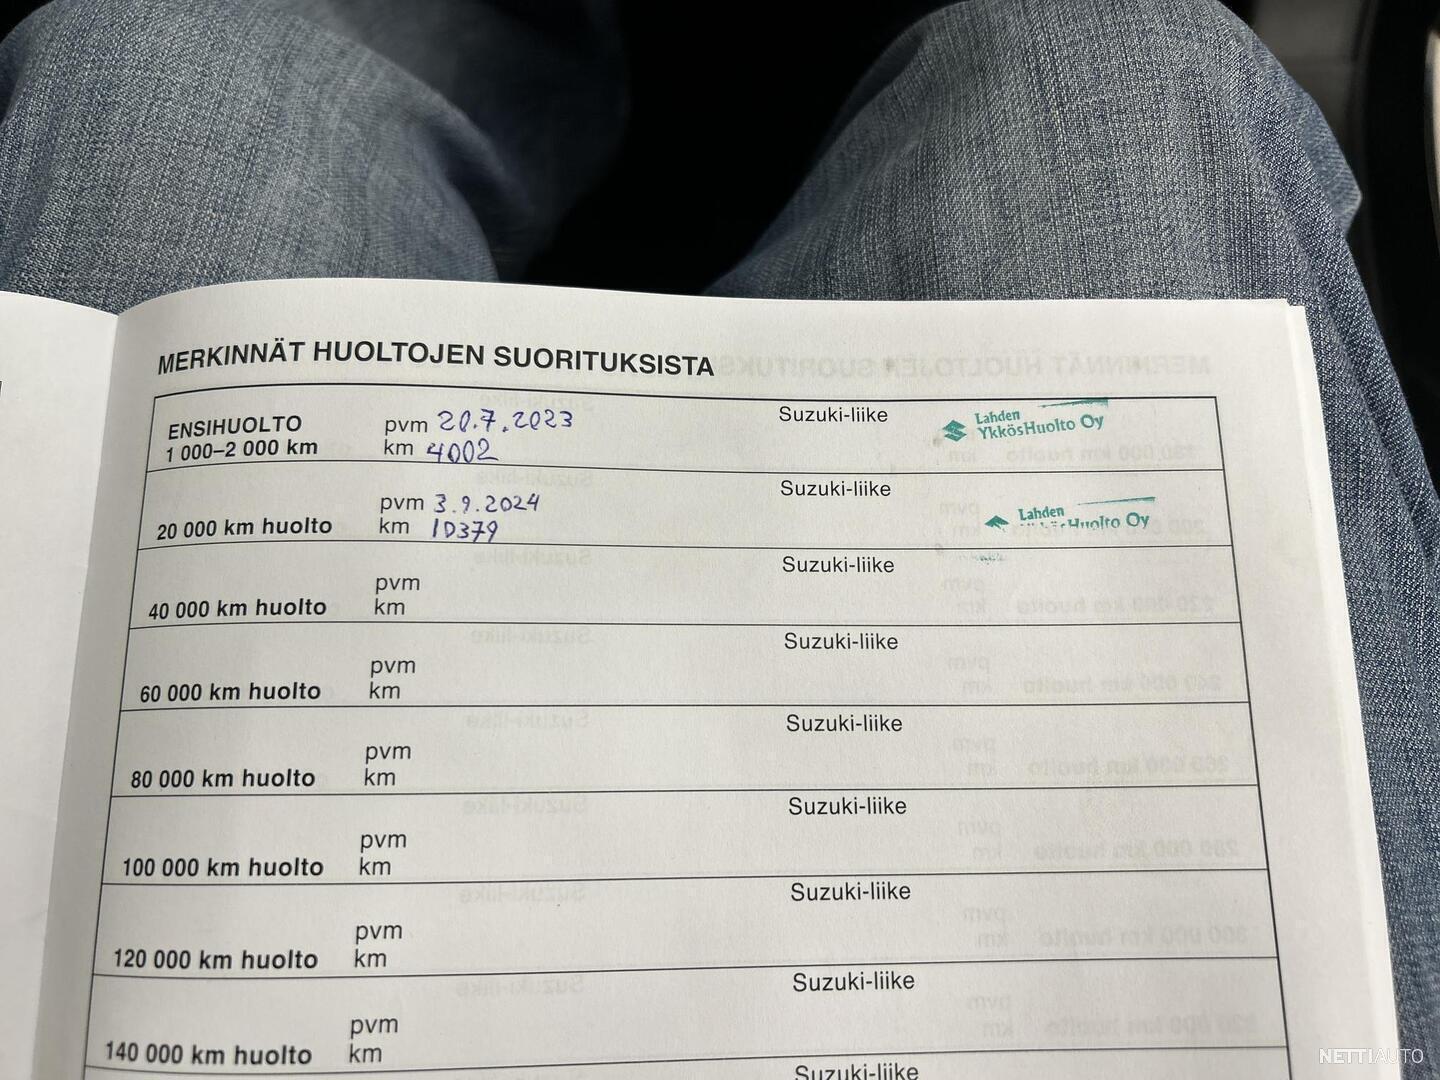 MERKINNÄT HUOLTOJEN SUORITUKSISTA
ENSIHUOLTO
1 000–2 000 km
pvm 20.7.2023
km 4002
Suzuki-liike
Lahden
YkkösHuolto Oy
20 000 km huolto
pvm 3.9.2024
km 10379
Suzuki-liike
Lahden
Huolto Oy
40 000 km huolto
pvm
km
Suzuki-liike
60 000 km huolto
pvm
km
Suzuki-liike
80 000 km huolto
pvm
km
Suzuki-liike
100 000 km huolto
pvm
km
Suzuki-liike
120 000 km huolto
pvm
km
Suzuki-liike
140 000 km huolto
pvm
km
Suzuki-liike
Suzuki-liike
NETTIAUTO